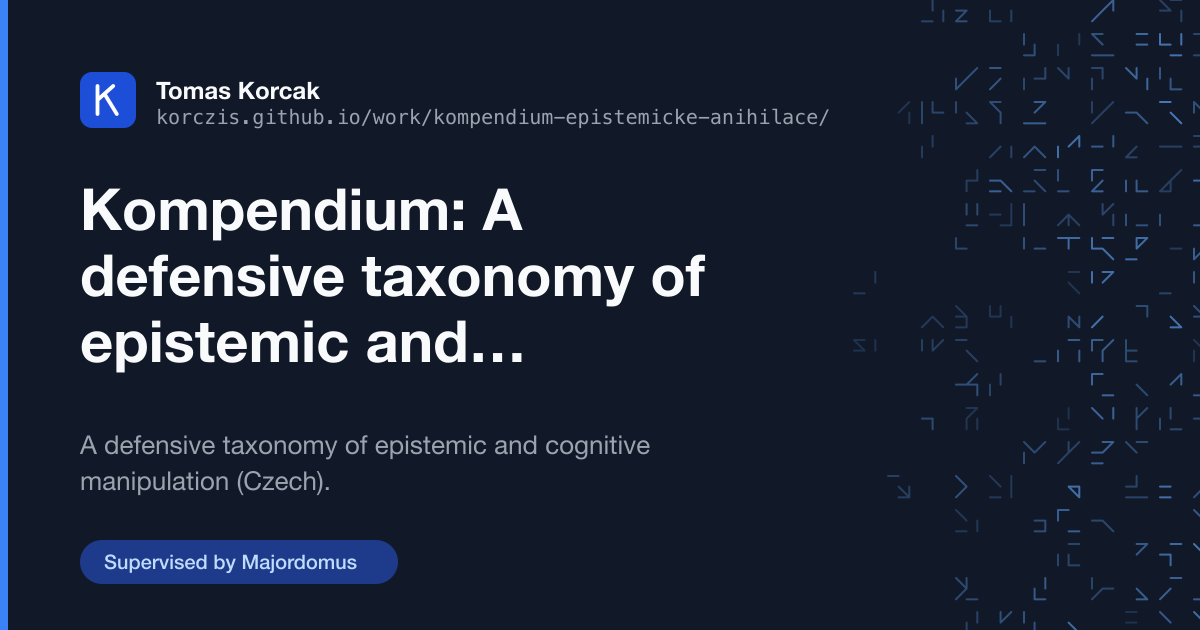 K
Tomas Korcak
korczis.github.io/work/kompendium-epistemicke-anihilace/
Kompendium: A
defensive taxonomy of
epistemic and…
A defensive taxonomy of epistemic and cognitive
manipulation (Czech).
Supervised by Majordomus